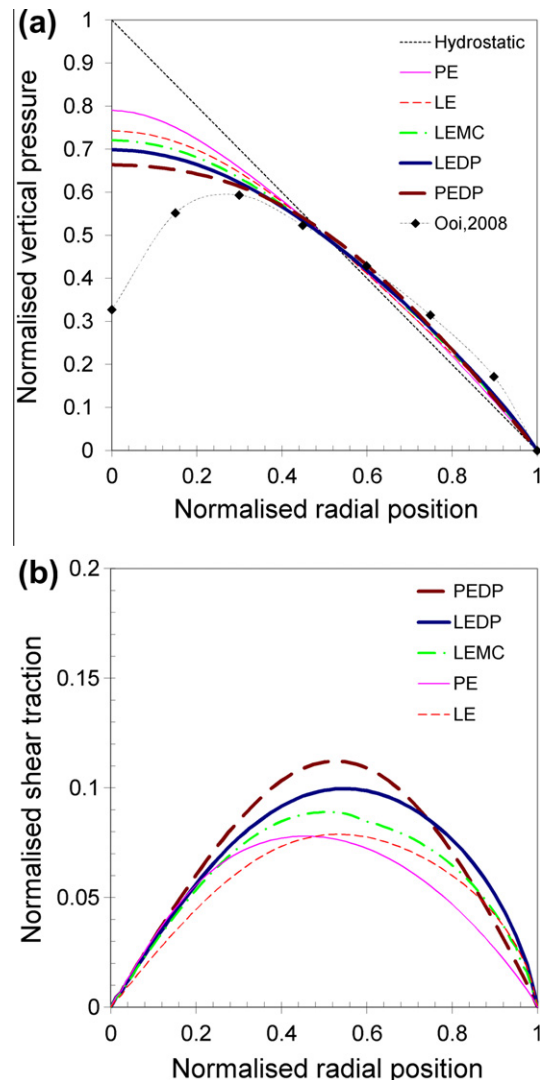 (a)
Normalised vertical pressure
1
0.9
0.8
0.7
0.6
0.5
0.4
0.3
0.2
0.1
0
Hydrostatic
PE
LE
LEMC
LEDP
PEDP
Ooi,2008
0 0.2 0.4 0.6 0.8 1
Normalised radial position
(b)
Normalised shear traction
0.2
0.15
0.1
0.05
0
PEDP
LEDP
LEMC
PE
LE
0 0.2 0.4 0.6 0.8 1
Normalised radial position